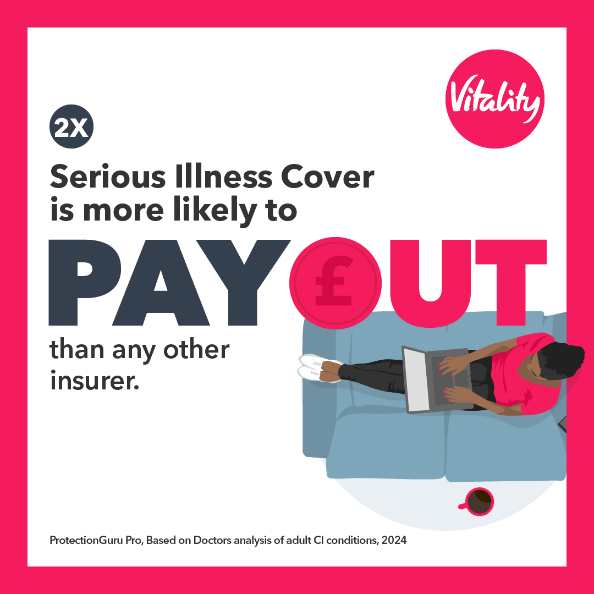 Vitality
2X
Serious Illness Cover
is more likely to
PAY£UT
than any other
insurer.
ProtectionGuru Pro, Based on Doctors analysis of adult CI conditions, 2024